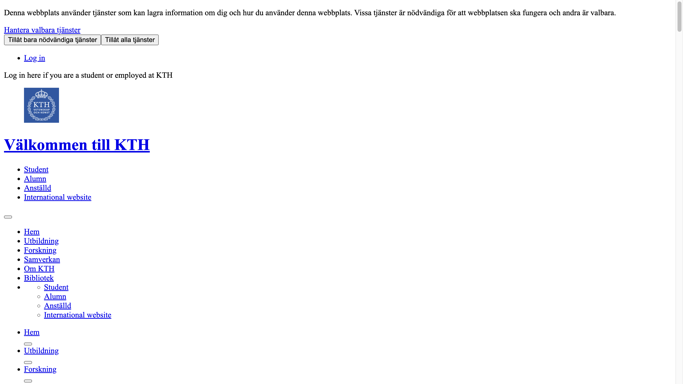 Denna webbplats använder tjänster som kan lagra information om dig och hur du använder denna webbplats. Vissa tjänster är nödvändiga för att webbplatsen ska fungera och andra är valbara.
Hantera valbara tjänster
Tillåt bara nödvändiga tjänster Tillåt alla tjänster
Log in
Log in here if you are a student or employed at KTH
KTH
Välkommen till KTH
Student
Alumn
Anställd
International website
Hem
Utbildning
Forskning
Samverkan
Om KTH
Bibliotek
Student
Alumn
Anställd
International website
Hem
Utbildning
Forskning